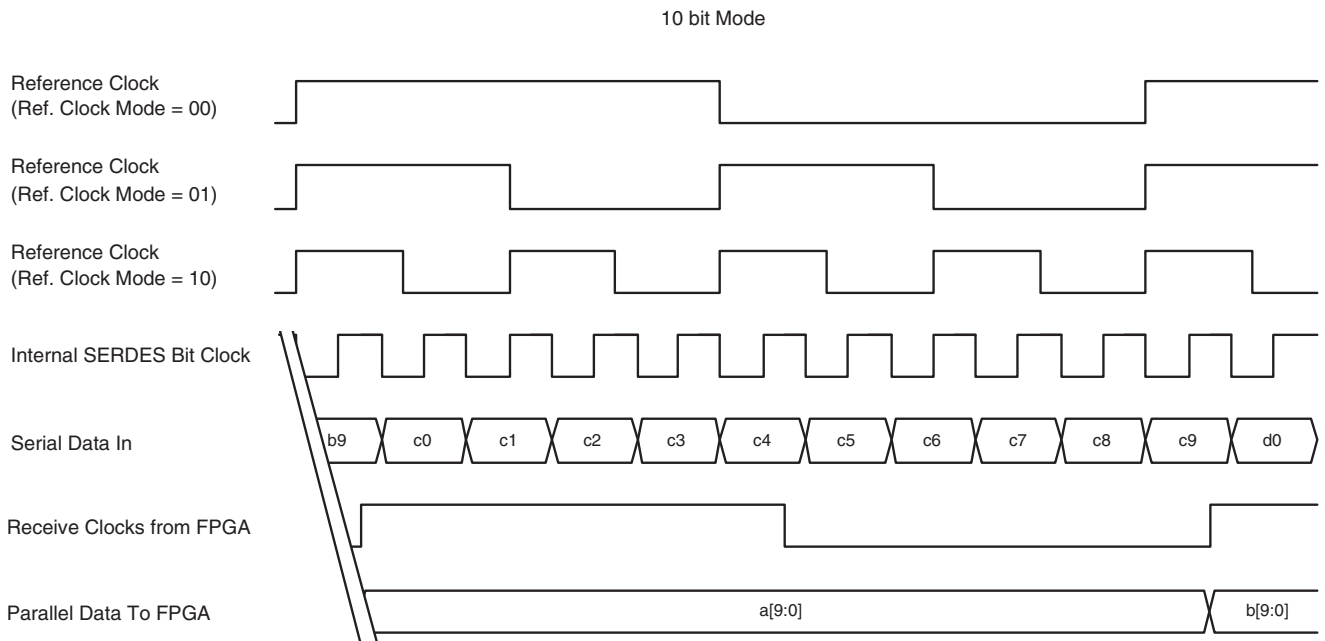 10 bit Mode
Reference Clock
(Ref. Clock Mode = 00)
Reference Clock
(Ref. Clock Mode = 01)
Reference Clock
(Ref. Clock Mode = 10)
Internal SERDES Bit Clock
Serial Data In
b9 c0 c1 c2 c3 c4 c5 c6 c7 c8 c9 d0
Receive Clocks from FPGA
Parallel Data To FPGA
a[9:0] b[9:0]